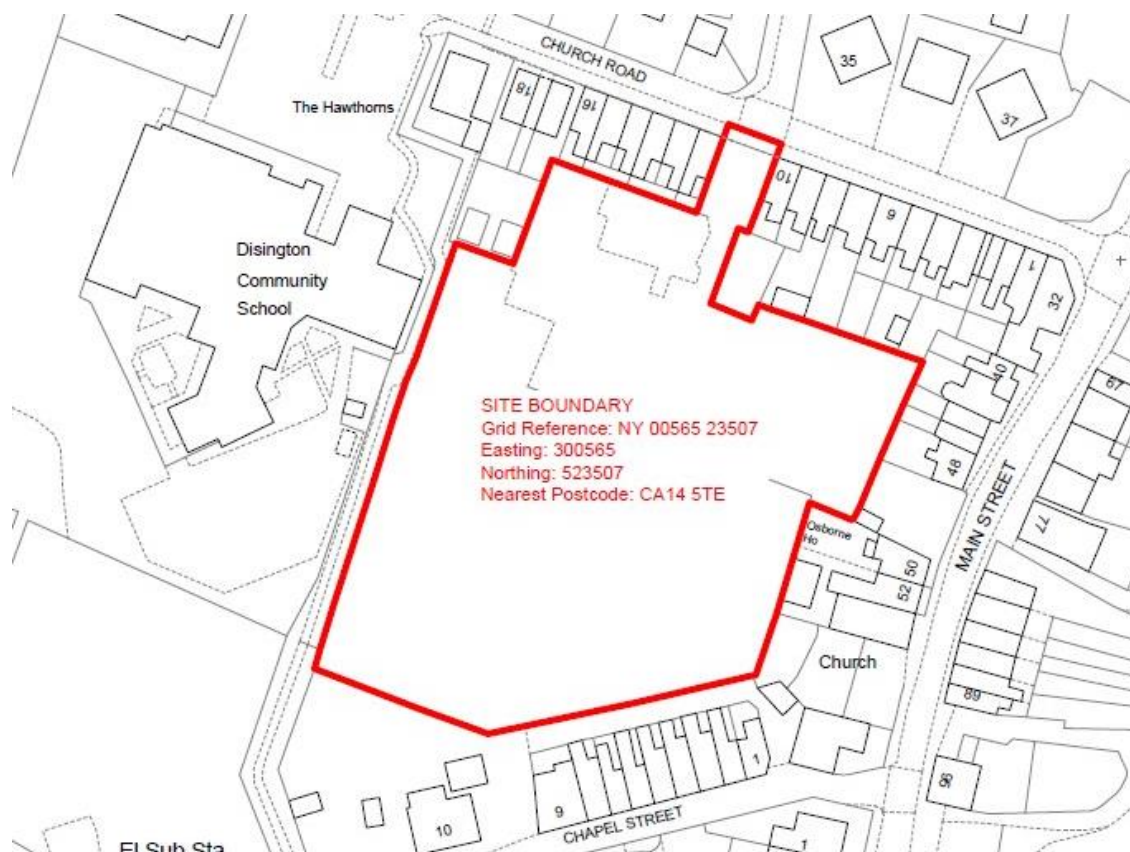 CHURCH ROAD
35
37
18
16
The Hawthorns
10
6
1
32
Disington
Community
School
40
67
SITE BOUNDARY
Grid Reference: NY 00565 23507
Easting: 300565
Northing: 523507
Nearest Postcode: CA14 5TE
48
MAIN STREET
77
Osborne
Ho
50
52
Church
89
1
96
9
10
CHAPEL STREET
1
El Sub Sta